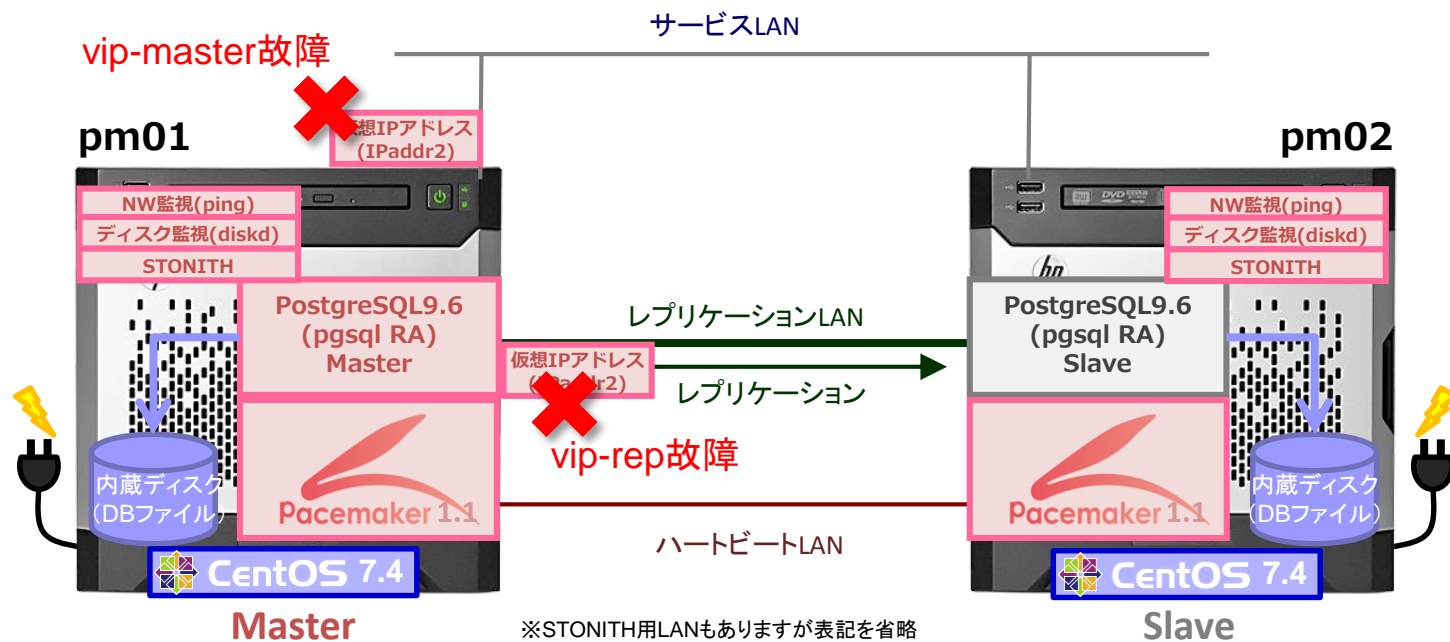 サービスLAN
vip-master故障
仮想IPアドレス
(IPaddr2)
pm01
pm02
NW監視(ping)
ディスク監視(diskd)
STONITH
NW監視(ping)
ディスク監視(diskd)
STONITH
hp
PostgreSQL9.6
(pgsql RA)
Master
PostgreSQL9.6
(pgsql RA)
Slave
レプリケーションLAN
仮想IPアドレス
(IPaddr2)
レプリケーション
vip-rep故障
内蔵ディスク
(DBファイル)
Pacemaker 1.1
Pacemaker 1.1
内蔵ディスク
(DBファイル)
ハートビートLAN
CentOS 7.4
CentOS 7.4
Master
※STONITH用LANもありますが表記を省略
Slave